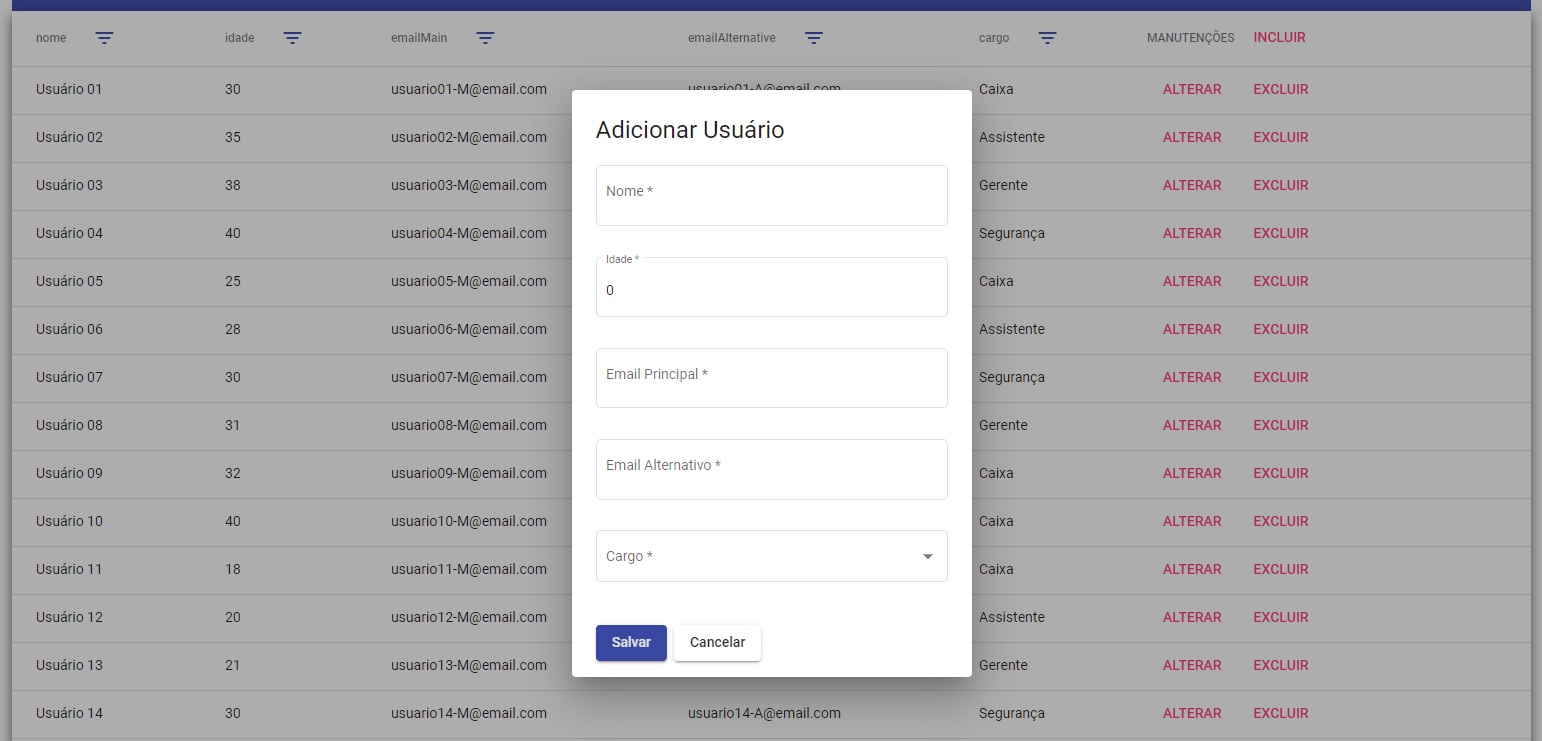 nome idade emailMain emailAlternative cargo MANUTENÇÕES INCLUIR
Usuário 01 30 usuario01-M@email.com usuario01-A@email.com Caixa ALTERAR EXCLUIR
Usuário 02 35 usuario02-M@email.com Assistente ALTERAR EXCLUIR
Usuário 03 38 usuario03-M@email.com Gerente ALTERAR EXCLUIR
Usuário 04 40 usuario04-M@email.com Segurança ALTERAR EXCLUIR
Usuário 05 25 usuario05-M@email.com Caixa ALTERAR EXCLUIR
Usuário 06 28 usuario06-M@email.com Assistente ALTERAR EXCLUIR
Usuário 07 30 usuario07-M@email.com Segurança ALTERAR EXCLUIR
Usuário 08 31 usuario08-M@email.com Gerente ALTERAR EXCLUIR
Usuário 09 32 usuario09-M@email.com Caixa ALTERAR EXCLUIR
Usuário 10 40 usuario10-M@email.com Caixa ALTERAR EXCLUIR
Usuário 11 18 usuario11-M@email.com Caixa ALTERAR EXCLUIR
Usuário 12 20 usuario12-M@email.com Assistente ALTERAR EXCLUIR
Usuário 13 21 usuario13-M@email.com Gerente ALTERAR EXCLUIR
Usuário 14 30 usuario14-M@email.com usuario14-A@email.com Segurança ALTERAR EXCLUIR
Adicionar Usuário
Nome *
Idade *
0
Email Principal *
Email Alternativo *
Cargo *
Salvar Cancelar